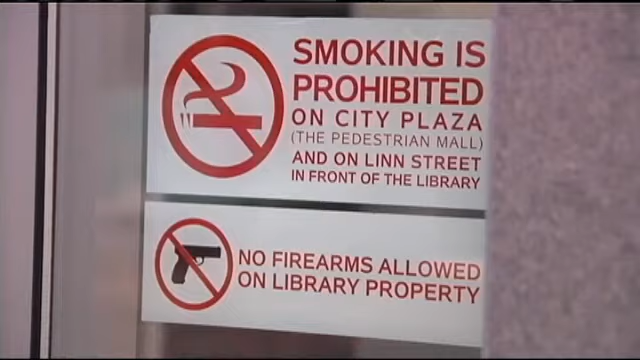 SMOKING IS
PROHIBITED
ON CITY PLAZA
(THE PEDESTRIAN MALL)
AND ON LINN STREET
IN FRONT OF THE LIBRARY
NO FIREARMS ALLOWED
ON LIBRARY PROPERTY